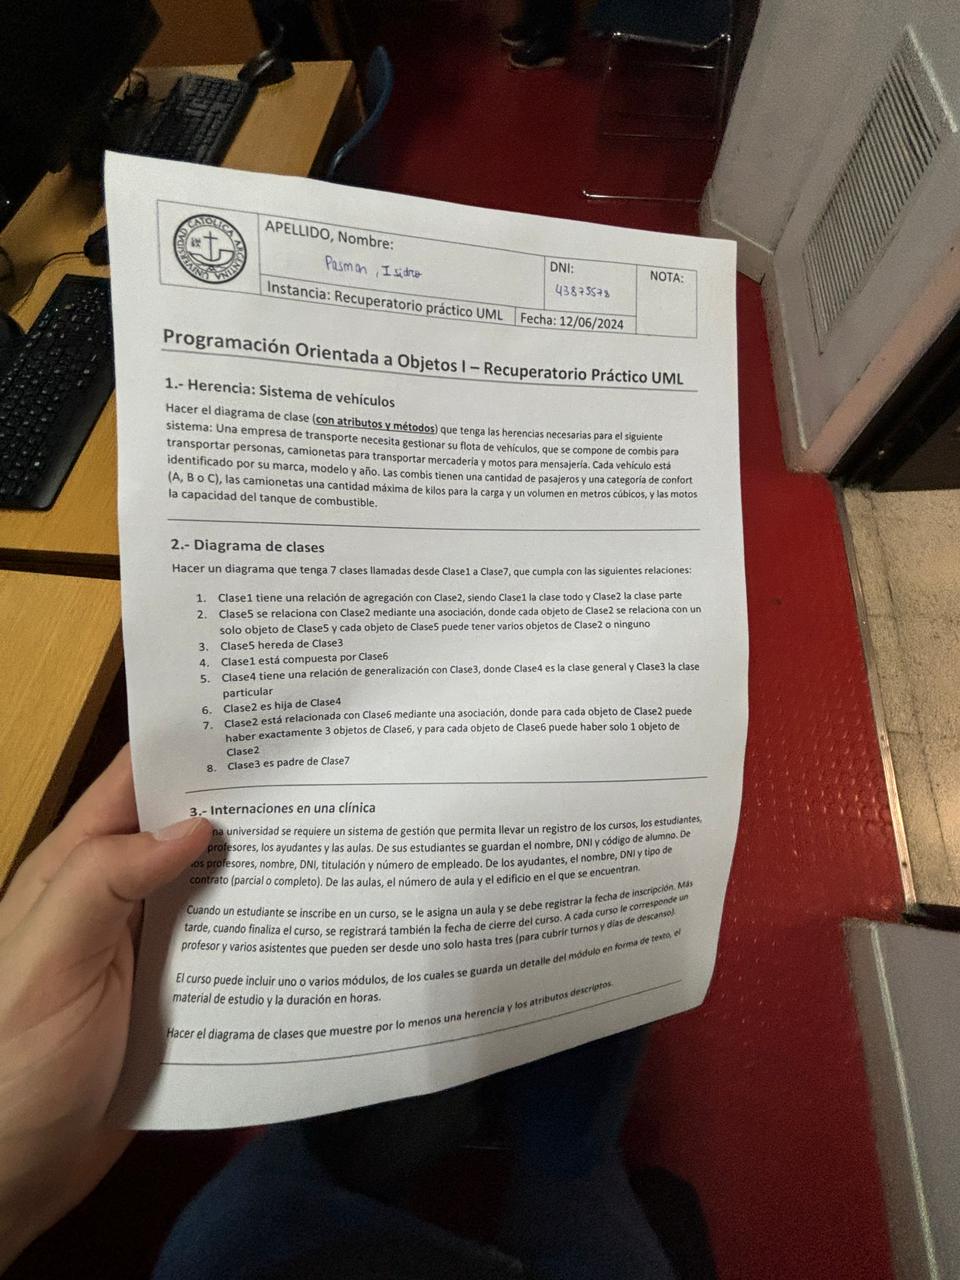 UNIVERSIDAD CATOLICA ARGENTINA
APELLIDO, Nombre:
Pasman, Isidro
DNI:
43875578
NOTA:
Instancia: Recuperatorio práctico UML
Fecha: 12/06/2024
Programación Orientada a Objetos I – Recuperatorio Práctico UML
1.- Herencia: Sistema de vehículos
Hacer el diagrama de clase (con atributos y métodos) que tenga las herencias necesarias para el siguiente
sistema: Una empresa de transporte necesita gestionar su flota de vehículos, que se compone de combis para
transportar personas, camionetas para transportar mercadería y motos para mensajería. Cada vehículo está
identificado por su marca, modelo y año. Las combis tienen una cantidad de pasajeros y una categoría de confort
(A, B o C), las camionetas una cantidad máxima de kilos para la carga y un volumen en metros cúbicos, y las motos
la capacidad del tanque de combustible.
2.- Diagrama de clases
Hacer un diagrama que tenga 7 clases llamadas desde Clase1 a Clase7, que cumpla con las siguientes relaciones:
1. Clase1 tiene una relación de agregación con Clase2, siendo Clase1 la clase todo y Clase2 la clase parte
2. Clase5 se relaciona con Clase2 mediante una asociación, donde cada objeto de Clase2 se relaciona con un
solo objeto de Clase5 y cada objeto de Clase5 puede tener varios objetos de Clase2 o ninguno
3. Clase5 hereda de Clase3
4. Clase1 está compuesta por Clase6
5. Clase4 tiene una relación de generalización con Clase3, donde Clase4 es la clase general y Clase3 la clase
particular
6. Clase2 es hija de Clase4
7. Clase2 está relacionada con Clase6 mediante una asociación, donde para cada objeto de Clase2 puede
haber exactamente 3 objetos de Clase6, y para cada objeto de Clase6 puede haber solo 1 objeto de
Clase2
8. Clase3 es padre de Clase7
3.- Internaciones en una clínica
na universidad se requiere un sistema de gestión que permita llevar un registro de los cursos, los estudiantes,
profesores, los ayudantes y las aulas. De sus estudiantes se guardan el nombre, DNI y código de alumno. De
los profesores, nombre, DNI, titulación y número de empleado. De los ayudantes, el nombre, DNI y tipo de
contrato (parcial o completo). De las aulas, el número de aula y el edificio en el que se encuentran.
Cuando un estudiante se inscribe en un curso, se le asigna un aula y se debe registrar la fecha de inscripción. Más
tarde, cuando finaliza el curso, se registrará también la fecha de cierre del curso. A cada curso le corresponde un
profesor y varios asistentes que pueden ser desde uno solo hasta tres (para cubrir turnos y días de descanso).
El curso puede incluir uno o varios módulos, de los cuales se guarda un detalle del módulo en forma de texto, el
material de estudio y la duración en horas.
Hacer el diagrama de clases que muestre por lo menos una herencia y los atributos descriptos.